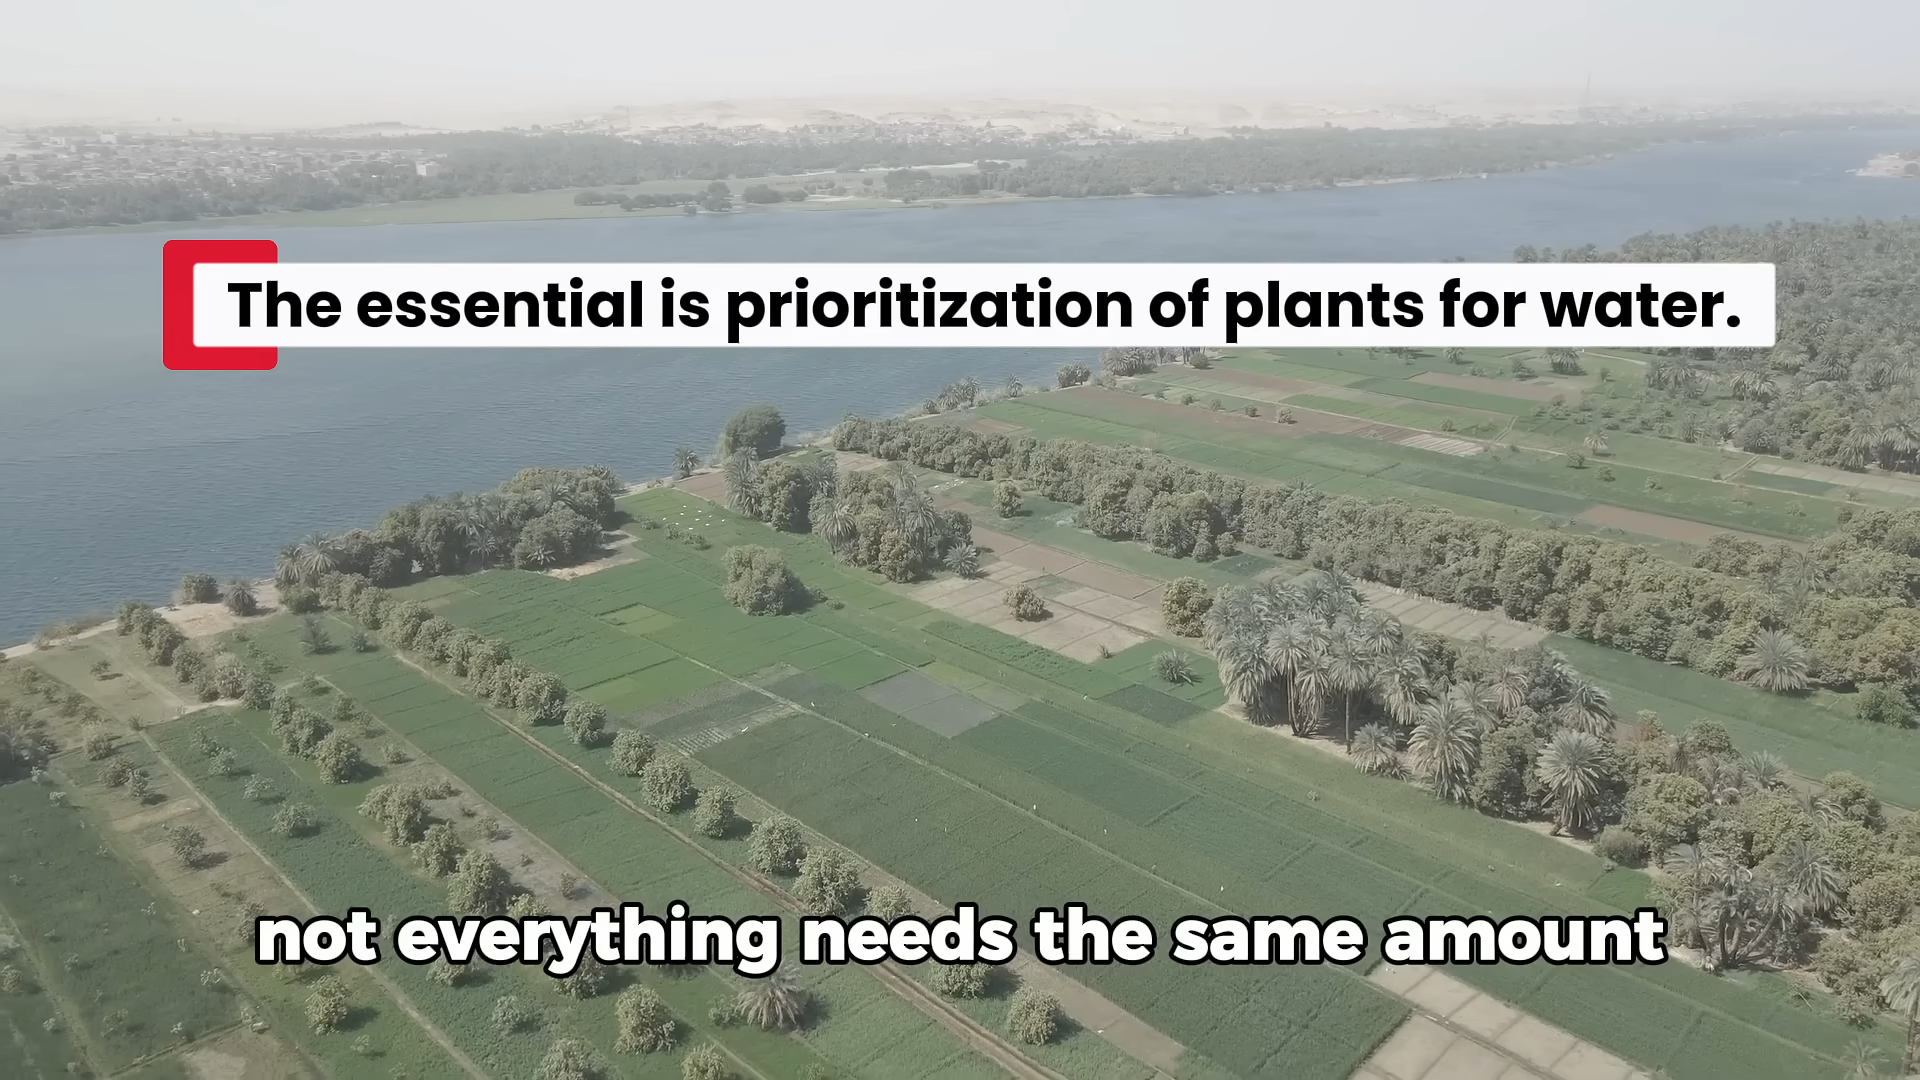 The essential is prioritization of plants for water.
not everything needs the same amount